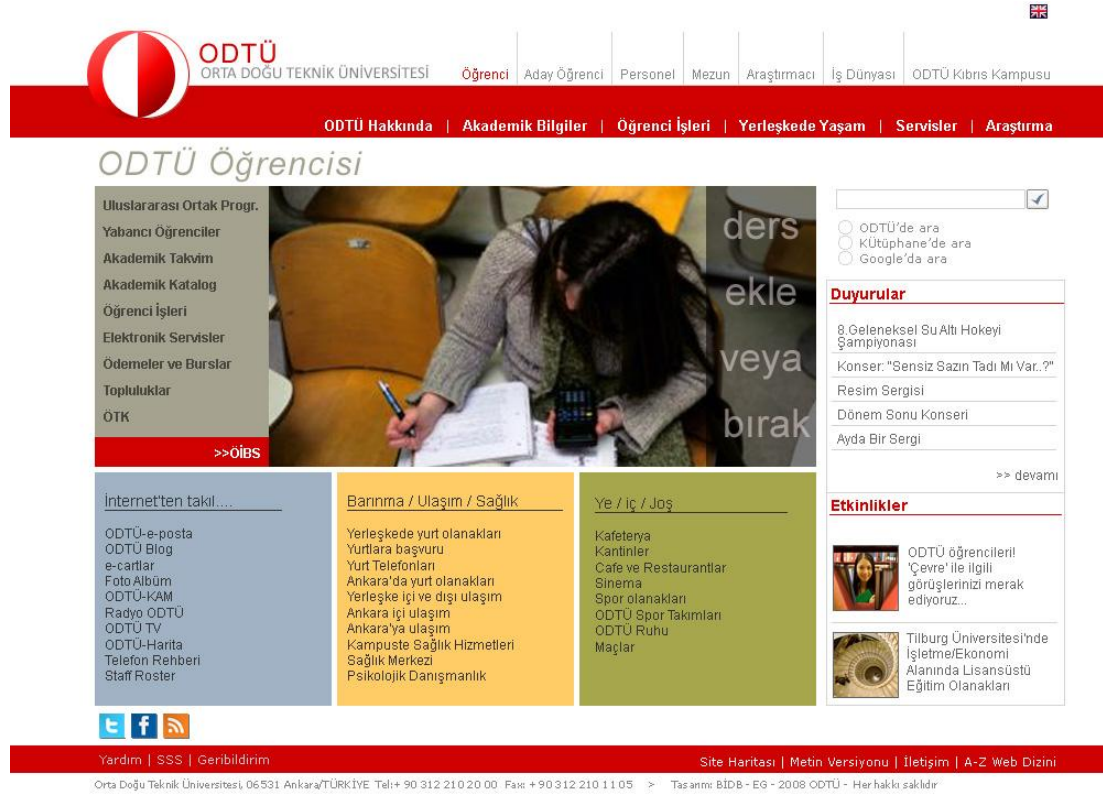 ODTÜ
ORTA DOĞU TEKNİK ÜNİVERSİTESİ
Öğrenci Aday Öğrenci Personel Mezun Araştırmacı İş Dünyası ODTÜ Kıbrıs Kampusu
ODTÜ Hakkında | Akademik Bilgiler | Öğrenci İşleri | Yerleşkede Yaşam | Servisler | Araştırma
ODTÜ Öğrencisi
Uluslararası Ortak Progr.
Yabancı Öğrenciler
Akademik Takvim
Akademik Katalog
Öğrenci İşleri
Elektronik Servisler
Ödemeler ve Burslar
Topluluklar
ÖTK
>>ÖİBS
ders
ekle
veya
bırak
ODTÜ'de ara
KÜtüphane'de ara
Google'da ara
Duyurular
8.Geleneksel Su Altı Hokeyi
Şampiyonası
Konser: "Sensiz Sazın Tadı Mı Var..?"
Resim Sergisi
Dönem Sonu Konseri
Ayda Bir Sergi
>> devamı
Etkinlikler
ODTÜ öğrencileri!
'Çevre' ile ilgili
görüşlerinizi merak
ediyoruz...
Tilburg Üniversitesi'nde
İşletme/Ekonomi
Alanında Lisansüstü
Eğitim Olanakları
İnternet'ten takıl....
ODTÜ-e-posta
ODTÜ Blog
e-cartlar
Foto Albüm
ODTÜ-KAM
Radyo ODTÜ
ODTÜ TV
ODTÜ-Harita
Telefon Rehberi
Staff Roster
Barınma / Ulaşım / Sağlık
Yerleşkede yurt olanakları
Yurtlara başvuru
Yurt Telefonları
Ankara'da yurt olanakları
Yerleşke içi ve dışı ulaşım
Ankara içi ulaşım
Ankara'ya ulaşım
Kampuste Sağlık Hizmetleri
Sağlık Merkezi
Psikolojik Danışmanlık
Ye / iç / Joş
Kafeterya
Kantinler
Cafe ve Restaurantlar
Sinema
Spor olanakları
ODTÜ Spor Takımları
ODTÜ Ruhu
Maçlar
Yardım | SSS | Geribildirim
Site Haritası | Metin Versiyonu | İletişim | A-Z Web Dizini
Orta Doğu Teknik Üniversitesi, 06531 Ankara/TÜRKİYE Tel:+ 90 312 210 20 00 Fax: + 90 312 210 11 05 > Tasarım: BİDB - EG - 2008 ODTÜ - Her hakkı saklıdır